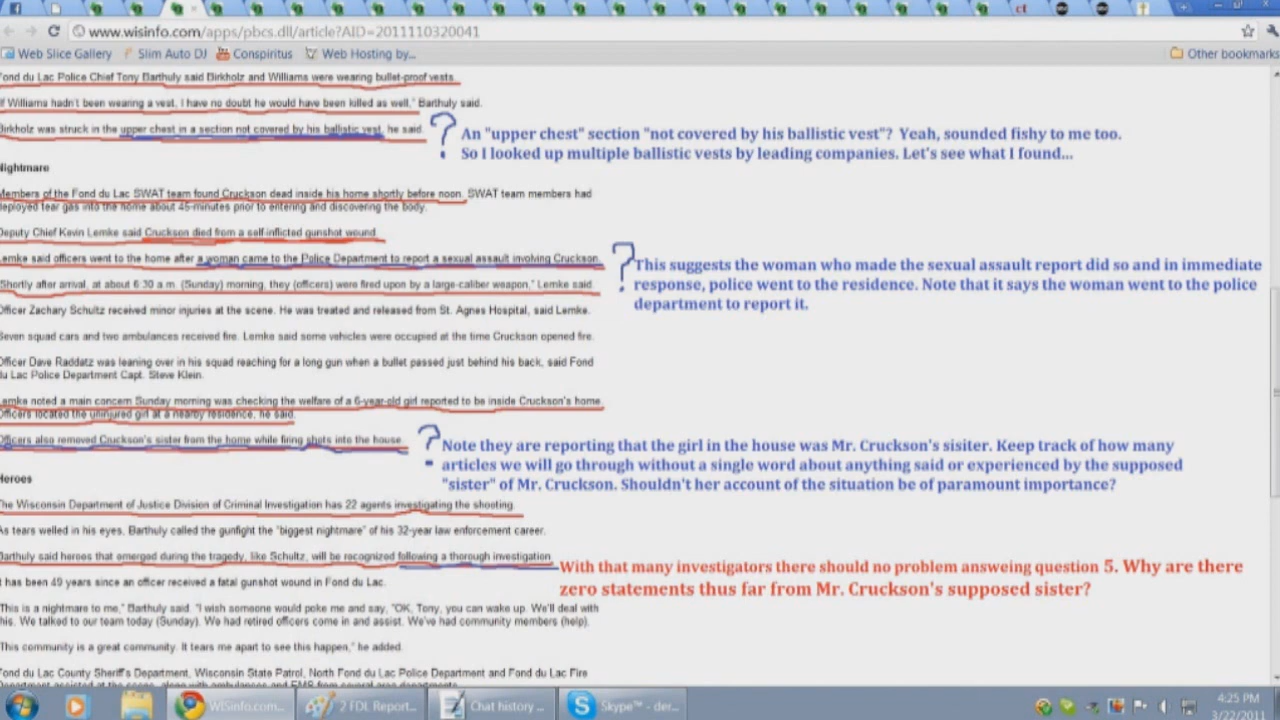 ct
www.wisinfo.com/apps/pbcs.dll/article?AID=2011110320041
Web Slice Gallery Slim Auto DJ Conspiritus Web Hosting by... Other bookmarks
ond du Lac Police Chief Tony Barthuly said Birkholz and Williams were wearing bullet-proof vests.
f Williams hadn't been wearing a vest, I have no doubt he would have been killed as well," Barthuly said.
Birkholz was struck in the upper chest in a section not covered by his ballistic vest, he said.
? An "upper chest" section "not covered by his ballistic vest"? Yeah, sounded fishy to me too.
So I looked up multiple ballistic vests by leading companies. Let's see what I found...
Nightmare
Members of the Fond du Lac SWAT team found Cruckson dead inside his home shortly before noon. SWAT team members had
deployed tear gas into the home about 45-minutes prior to entering and discovering the body.
Deputy Chief Kevin Lemke said Cruckson died from a self-inflicted gunshot wound.
Lemke said officers went to the home after a woman came to the Police Department to report a sexual assault involving Cruckson.
? This suggests the woman who made the sexual assault report did so and in immediate
response, police went to the residence. Note that it says the woman went to the police
department to report it.
Shortly after arrival, at about 6:30 a.m. (Sunday) morning, they (officers) were fired upon by a large-caliber weapon," Lemke said.
Officer Zachary Schultz received minor injuries at the scene. He was treated and released from St. Agnes Hospital, said Lemke.
Seven squad cars and two ambulances received fire. Lemke said some vehicles were occupied at the time Cruckson opened fire.
Officer Dave Raddatz was leaning over in his squad reaching for a long gun when a bullet passed just behind his back, said Fond
du Lac Police Department Capt. Steve Klein.
Lemke noted a main concern Sunday morning was checking the welfare of a 6-year-old girl reported to be inside Cruckson's home.
Officers located the uninjured girl at a nearby residence, he said.
Officers also removed Cruckson's sister from the home while firing shots into the house.
? Note they are reporting that the girl in the house was Mr. Cruckson's sisiter. Keep track of how many
articles we will go through without a single word about anything said or experienced by the supposed
"sister" of Mr. Cruckson. Shouldn't her account of the situation be of paramount importance?
Heroes
The Wisconsin Department of Justice Division of Criminal Investigation has 22 agents investigating the shooting.
As tears welled in his eyes, Barthuly called the gunfight the "biggest nightmare" of his 32-year law enforcement career.
Barthuly said heroes that emerged during the tragedy, like Schultz, will be recognized following a thorough investigation.
With that many investigators there should no problem answeing question 5. Why are there
zero statements thus far from Mr. Cruckson's supposed sister?
t has been 49 years since an officer received a fatal gunshot wound in Fond du Lac.
"This is a nightmare to me," Barthuly said. "I wish someone would poke me and say, "OK, Tony, you can wake up. We'll deal with
his. We talked to our team today (Sunday). We had retired officers come in and assist. We've had community members (help).
"This community is a great community. It tears me apart to see this happen," he added.
Fond du Lac County Sheriff's Department, Wisconsin State Patrol, North Fond du Lac Police Department and Fond du Lac Fire
Department assisted at the scene, along with ambulances and EMS from several area departments.
WISinfo.com... 2 FDL Report... Chat history ... Skype™ - der... 4:25 PM
3/22/2011